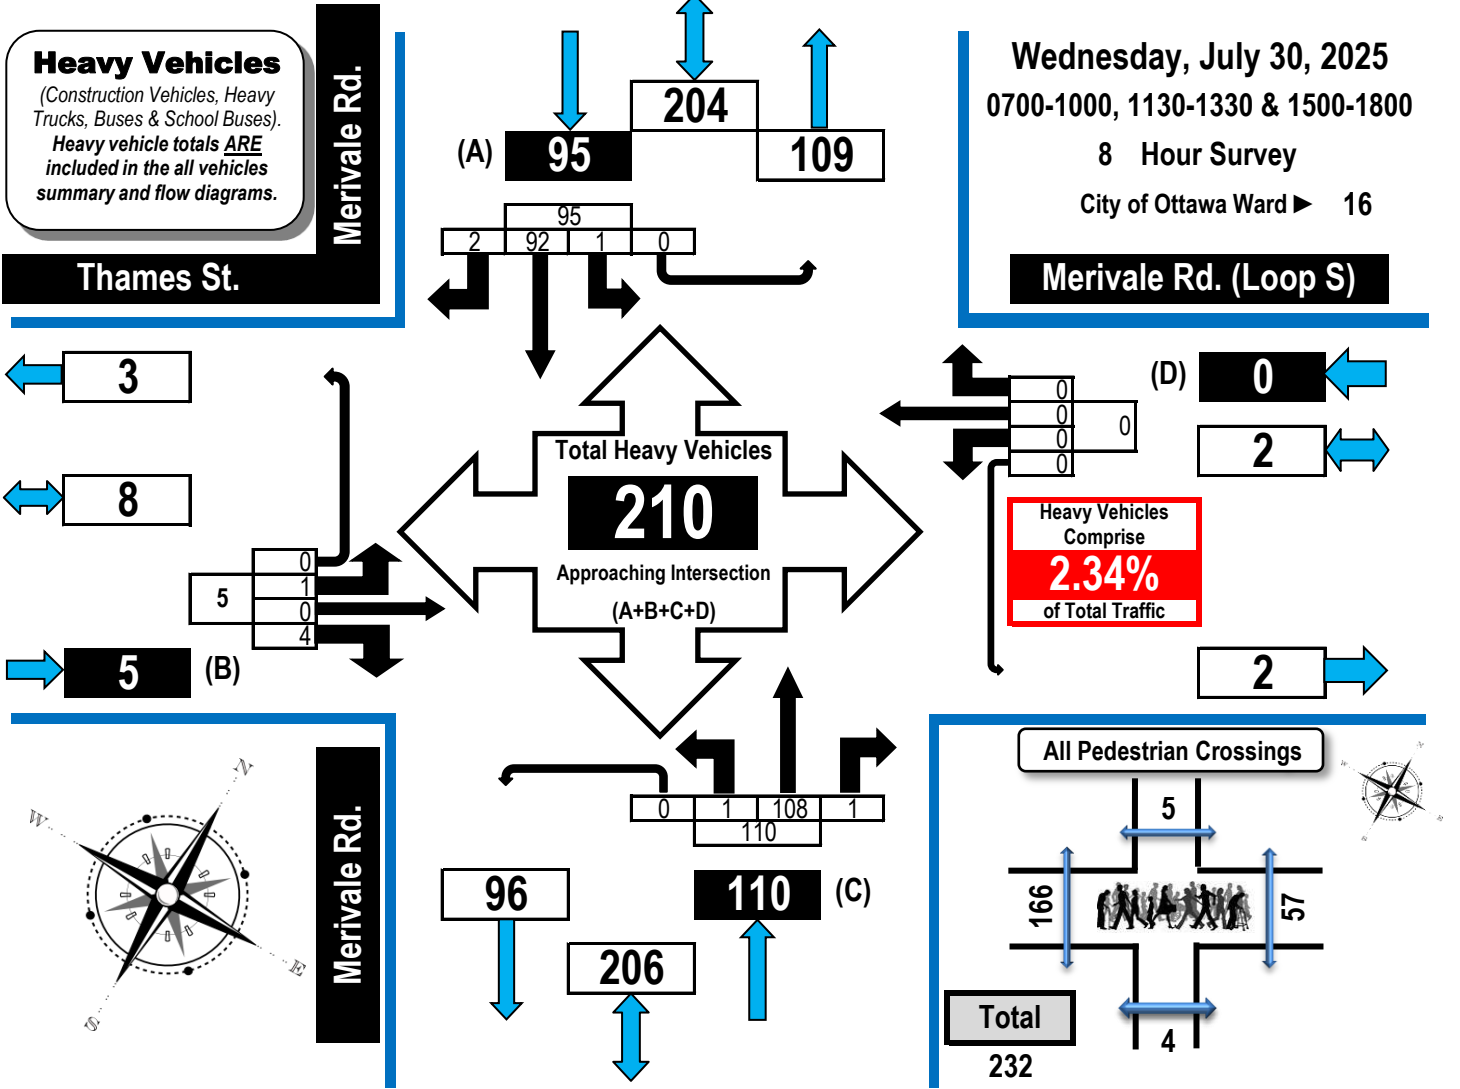 Heavy Vehicles
(Construction Vehicles, Heavy
Trucks, Buses & School Buses).
Heavy vehicle totals ARE
included in the all vehicles
summary and flow diagrams.
Merivale Rd.
Thames St.
204
(A) 95
109
95
2 92 1 0
Wednesday, July 30, 2025
0700-1000, 1130-1330 & 1500-1800
8 Hour Survey
City of Ottawa Ward ► 16
Merivale Rd. (Loop S)
3
8
0
1
0
4
5
5 (B)
Total Heavy Vehicles
210
Approaching Intersection
(A+B+C+D)
(D) 0
0
0
0
0
0
2
Heavy Vehicles
Comprise
2.34%
of Total Traffic
2
N
W
E
S
Merivale Rd.
0 1 108 1
110
96
110 (C)
206
All Pedestrian Crossings
N
W
E
S
5
166
57
4
Total
232